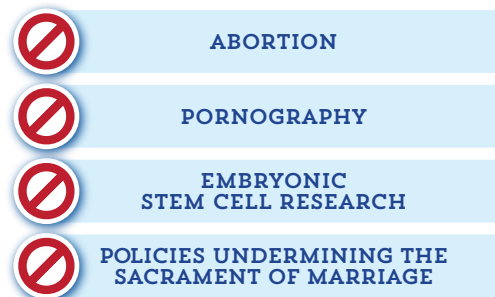 ABORTION
PORNOGRAPHY
EMBRYONIC
STEM CELL RESEARCH
POLICIES UNDERMINING THE
SACRAMENT OF MARRIAGE